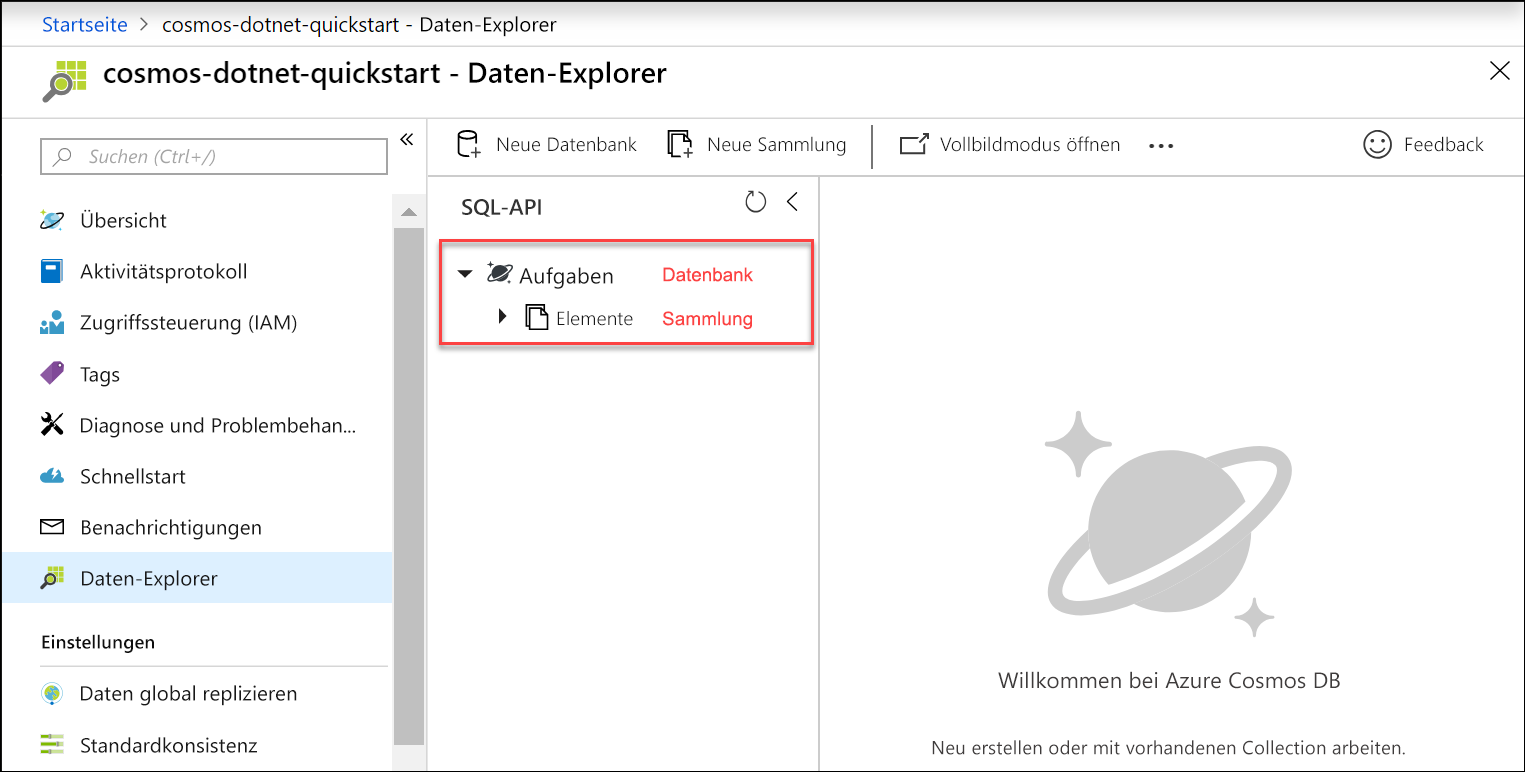 Startseite > cosmos-dotnet-quickstart - Daten-Explorer
cosmos-dotnet-quickstart - Daten-Explorer
Suchen (Ctrl+/)
Übersicht
Aktivitätsprotokoll
Zugriffssteuerung (IAM)
Tags
Diagnose und Problembehan...
Schnellstart
Benachrichtigungen
Daten-Explorer
Einstellungen
Daten global replizieren
Standardkonsistenz
Neue Datenbank Neue Sammlung Vollbildmodus öffnen ... Feedback
SQL-API
Aufgaben Datenbank
Elemente Sammlung
Willkommen bei Azure Cosmos DB
Neu erstellen oder mit vorhandenen Collection arbeiten.